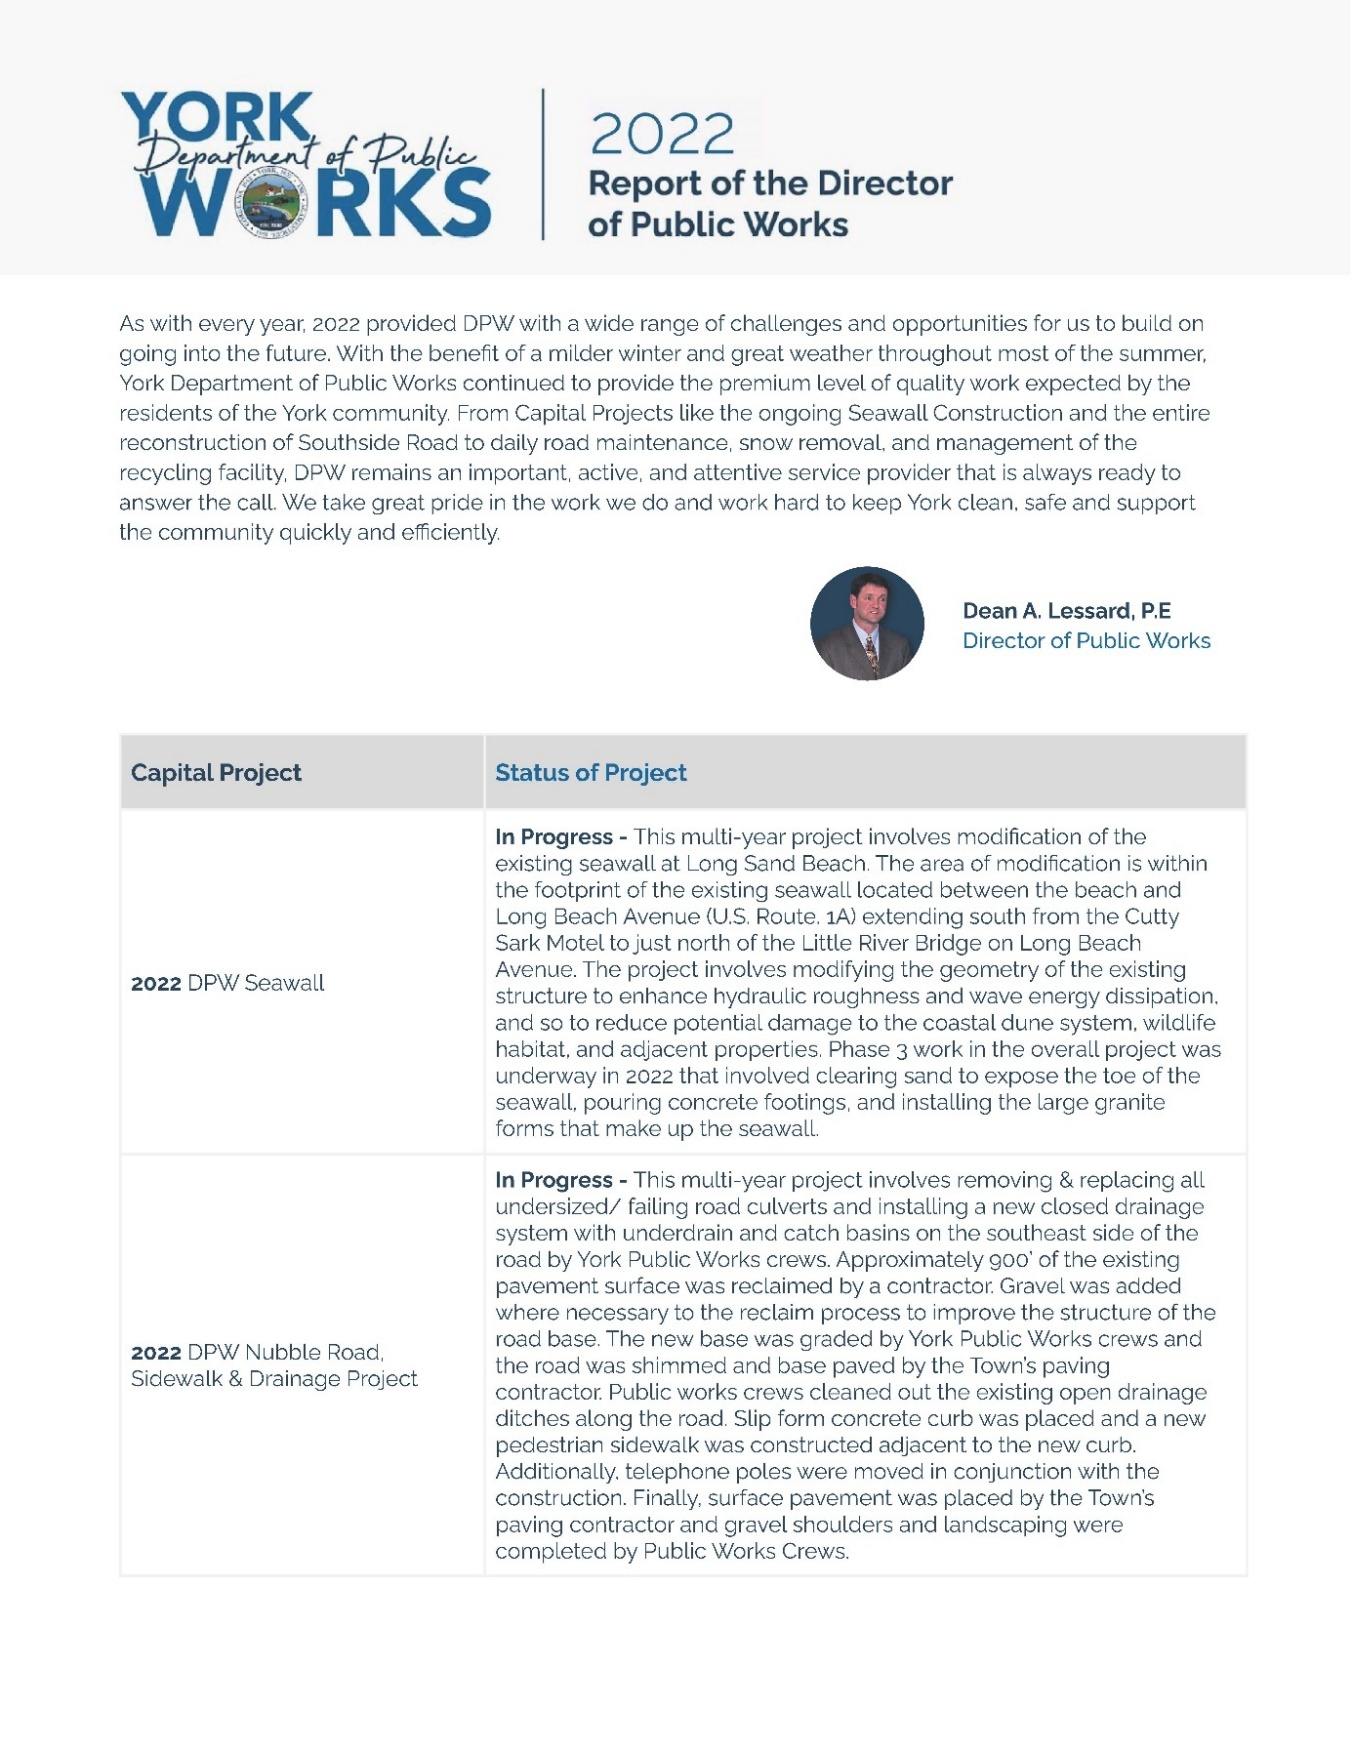 YORK
Department of Public
WORKS
2022
Report of the Director
of Public Works
As with every year, 2022 provided DPW with a wide range of challenges and opportunities for us to build on
going into the future. With the benefit of a milder winter and great weather throughout most of the summer,
York Department of Public Works continued to provide the premium level of quality work expected by the
residents of the York community. From Capital Projects like the ongoing Seawall Construction and the entire
reconstruction of Southside Road to daily road maintenance, snow removal, and management of the
recycling facility, DPW remains an important, active, and attentive service provider that is always ready to
answer the call. We take great pride in the work we do and work hard to keep York clean, safe and support
the community quickly and efficiently.
Dean A. Lessard, P.E
Director of Public Works
Capital Project
Status of Project
2022 DPW Seawall
In Progress - This multi-year project involves modification of the
existing seawall at Long Sand Beach. The area of modification is within
the footprint of the existing seawall located between the beach and
Long Beach Avenue (U.S. Route. 1A) extending south from the Cutty
Sark Motel to just north of the Little River Bridge on Long Beach
Avenue. The project involves modifying the geometry of the existing
structure to enhance hydraulic roughness and wave energy dissipation,
and so to reduce potential damage to the coastal dune system, wildlife
habitat, and adjacent properties. Phase 3 work in the overall project was
underway in 2022 that involved clearing sand to expose the toe of the
seawall, pouring concrete footings, and installing the large granite
forms that make up the seawall.
2022 DPW Nubble Road,
Sidewalk & Drainage Project
In Progress - This multi-year project involves removing & replacing all
undersized/ failing road culverts and installing a new closed drainage
system with underdrain and catch basins on the southeast side of the
road by York Public Works crews. Approximately 900' of the existing
pavement surface was reclaimed by a contractor. Gravel was added
where necessary to the reclaim process to improve the structure of the
road base. The new base was graded by York Public Works crews and
the road was shimmed and base paved by the Town's paving
contractor. Public works crews cleaned out the existing open drainage
ditches along the road. Slip form concrete curb was placed and a new
pedestrian sidewalk was constructed adjacent to the new curb.
Additionally, telephone poles were moved in conjunction with the
construction. Finally, surface pavement was placed by the Town's
paving contractor and gravel shoulders and landscaping were
completed by Public Works Crews.